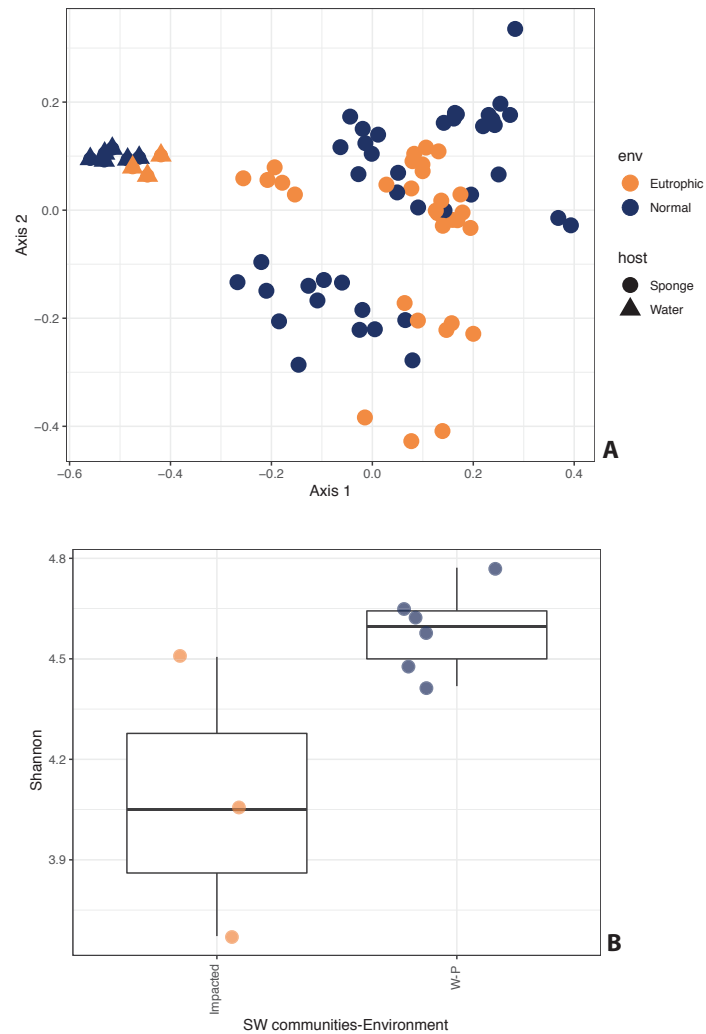 0.2
0.0
−0.2
−0.4
Axis 2
−0.6
−0.4
−0.2
0.0
0.2
0.4
Axis 1
A
env
Eutrophic
Normal
host
Sponge
Water
4.8
4.5
4.2
3.9
Shannon
B
Impacted
W-P
SW communities-Environment